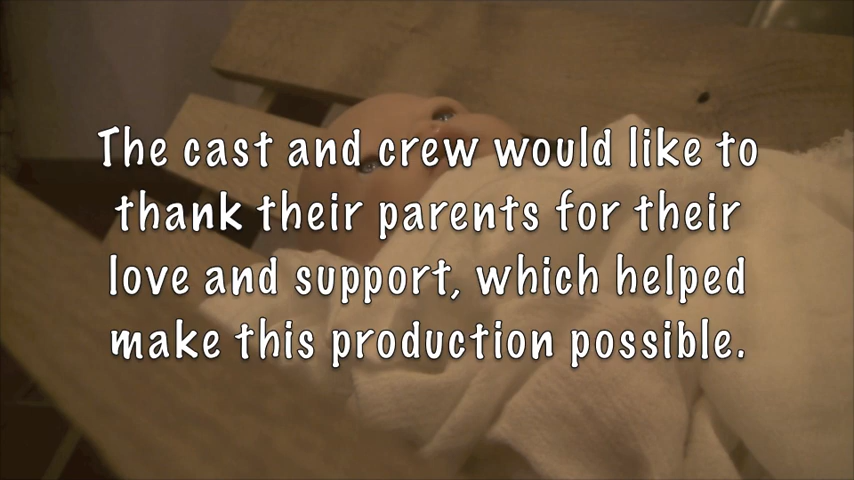 The cast and crew would like to
thank their parents for their
love and support, which helped
make this production possible.